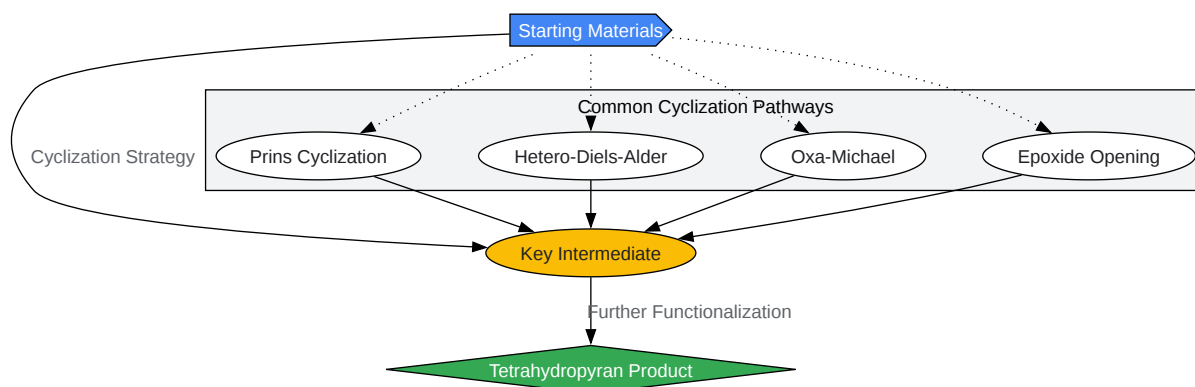 Starting Materials
Common Cyclization Pathways
Cyclization Strategy
Prins Cyclization
Hetero-Diels-Alder
Oxa-Michael
Epoxide Opening
Key Intermediate
Further Functionalization
Tetrahydropyran Product